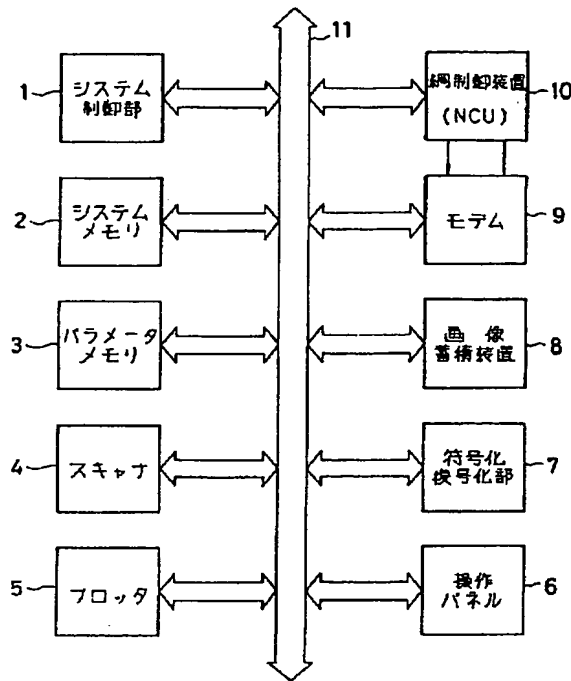 11
1
システム
制御部
網制御装置
(NCU)
10
2
システム
メモリ
モデム
9
3
パラメータ
メモリ
画像
蓄積装置
8
4
スキャナ
符号化
復号化部
7
5
プロッタ
操作
パネル
6